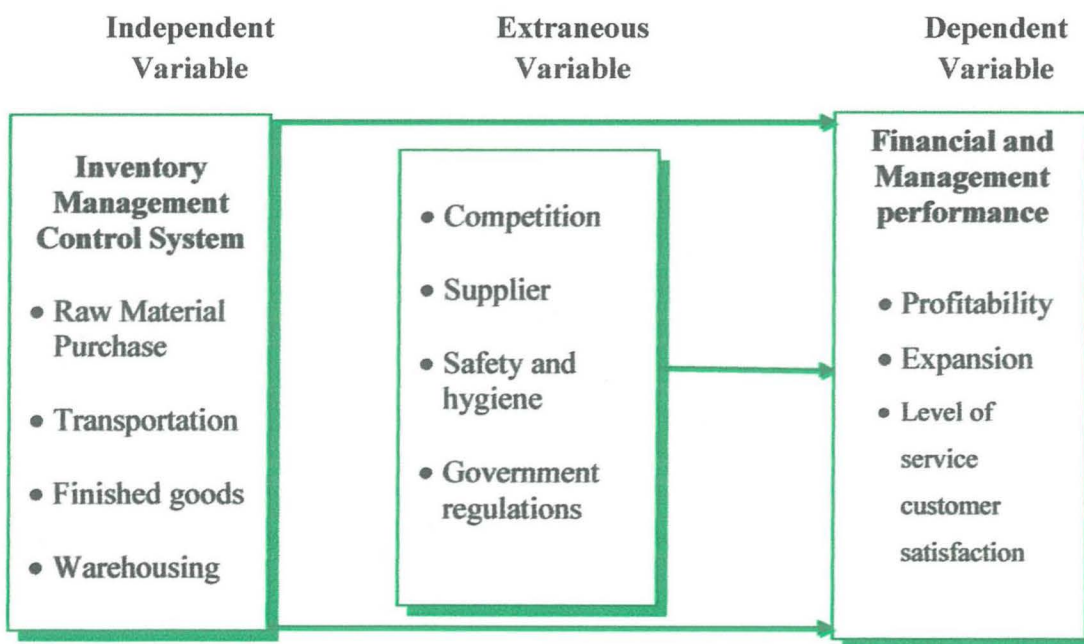 Independent
Variable
Extraneous
Variable
Dependent
Variable
Inventory
Management
Control System
• Raw Material
Purchase
• Transportation
• Finished goods
• Warehousing
• Competition
• Supplier
• Safety and
hygiene
• Government
regulations
Financial and
Management
performance
• Profitability
• Expansion
• Level of
service
customer
satisfaction